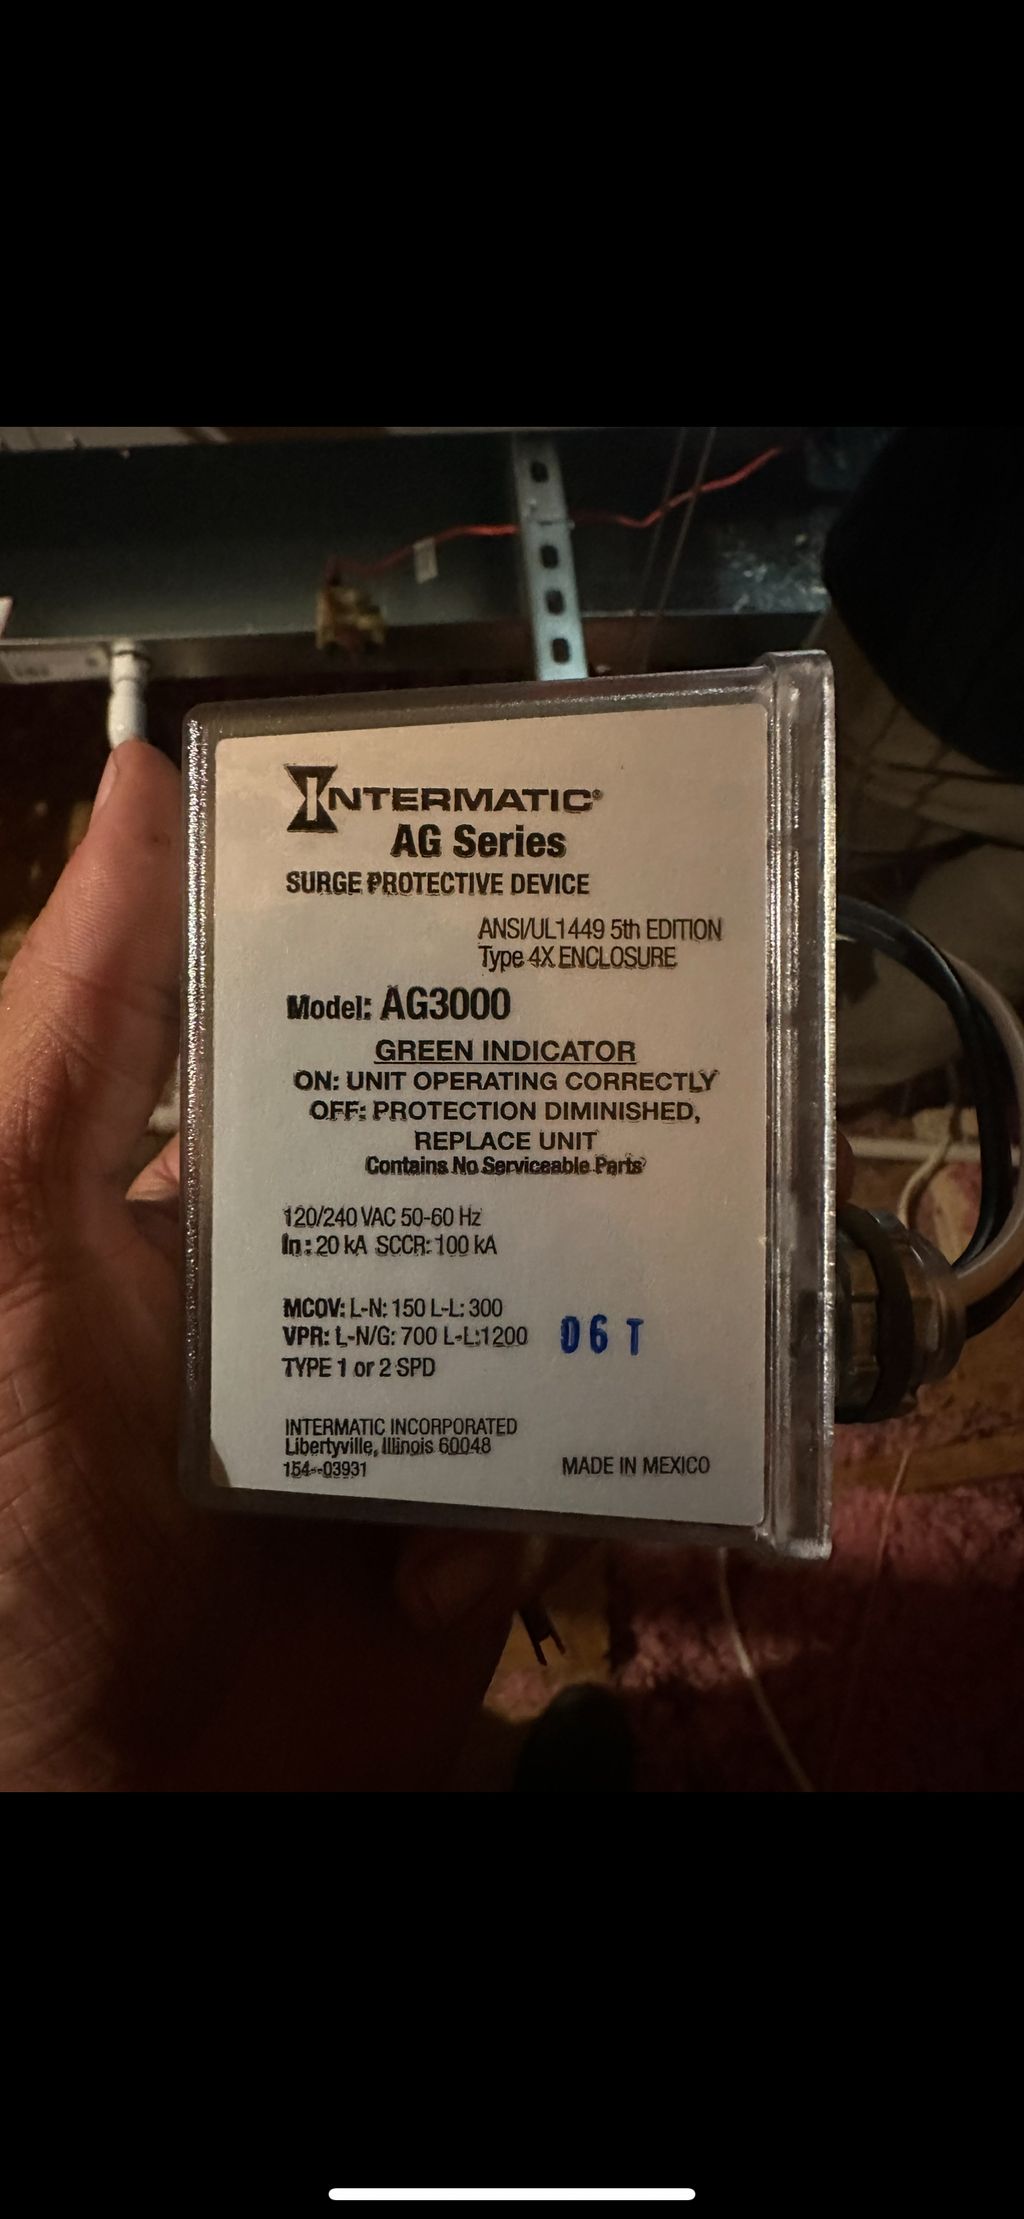 INTERMATIC®
AG Series
SURGE PROTECTIVE DEVICE
ANSI/UL1449 5th EDITION
Type 4X ENCLOSURE
Model: AG3000
GREEN INDICATOR
ON: UNIT OPERATING CORRECTLY
OFF: PROTECTION DIMINISHED,
REPLACE UNIT
Contains No Serviceable Parts
120/240 VAC 50-60 Hz
In: 20 kA SCCR: 100 kA
MCOV: L-N: 150 L-L: 300
VPR: L-N/G: 700 L-L:1200
06 T
TYPE 1 or 2 SPD
INTERMATIC INCORPORATED
Libertyville, Illinois 60048
154--03931
MADE IN MEXICO